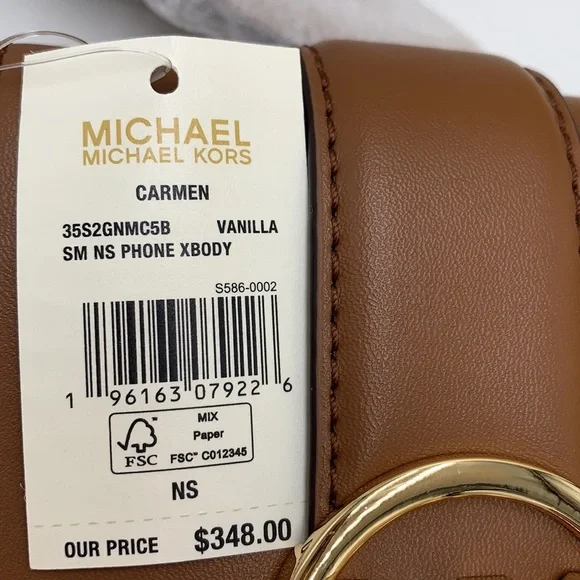 MICHAEL
MICHAEL KORS
CARMEN
35S2GNMC5B VANILLA
SM NS PHONE XBODY
S586-0002
1 96163 07922 6
FSC
MIX
Paper
FSC™ C012345
NS
OUR PRICE $348.00